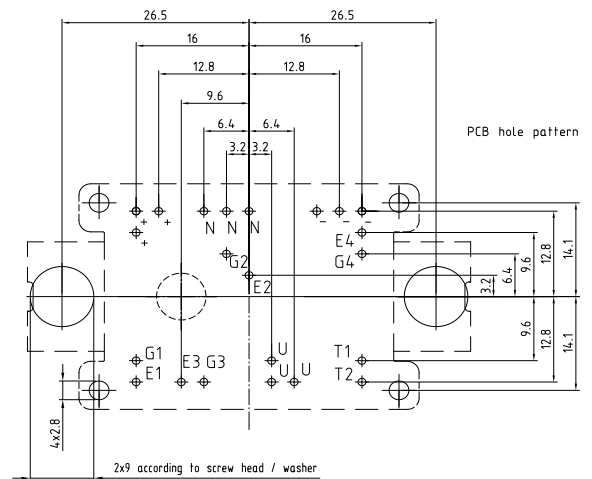 26.5 26.5
16 16
12.8 12.8
9.6
6.4 6.4
3.2 3.2
PCB hole pattern
+ + - - -
N N N
+ E4
G2 G4
E2
3.2 6.4 9.6 12.8 14.1
9.6 12.8 14.1
G1 E3 G3 U T1
E1 U U T2
4x2.8
2x9 according to screw head / washer